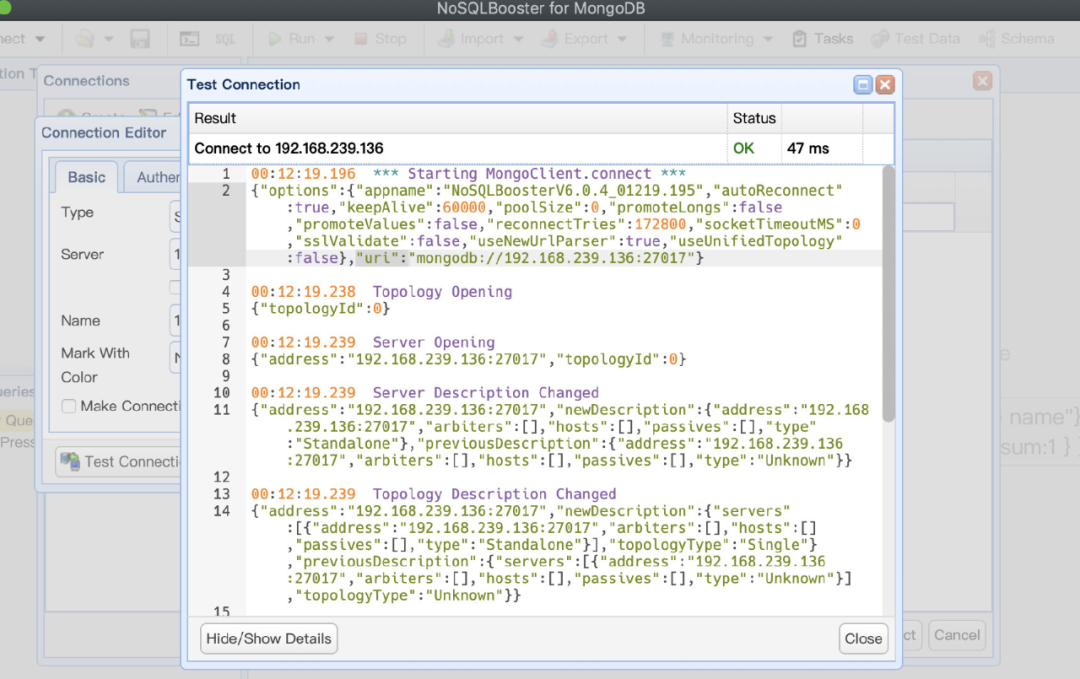 NoSQLBooster for MongoDB
SQL Run Stop Import Export Monitoring Tasks Test Data Schema
Connections
Test Connection
Connection Editor
Result Status
Connect to 192.168.239.136 OK 47 ms
Basic
Type
Server
Name
Mark With
Color
Make Connecti
Test Connecti
1 00:12:19.196 *** Starting MongoClient.connect ***
2 {"options":{"appname":"NoSQLBoosterV6.0.4_01219.195","autoReconnect"
:true,"keepAlive":60000,"poolSize":0,"promoteLongs":false
,"promoteValues":false,"reconnectTries":172800,"socketTimeoutMS":0
,"sslValidate":false,"useNewUrlParser":true,"useUnifiedTopology"
:false},"uri":"mongodb://192.168.239.136:27017"}
3
4 00:12:19.238 Topology Opening
5 {"topologyId":0}
6
7 00:12:19.239 Server Opening
8 {"address":"192.168.239.136:27017","topologyId":0}
9
10 00:12:19.239 Server Description Changed
11 {"address":"192.168.239.136:27017","newDescription":{"address":"192.168
.239.136:27017","arbiters":[],"hosts":[],"passives":[],"type"
:"Standalone"},"previousDescription":{"address":"192.168.239.136
:27017","arbiters":[],"hosts":[],"passives":[],"type":"Unknown"}}
12
13 00:12:19.239 Topology Description Changed
14 {"address":"192.168.239.136:27017","newDescription":{"servers"
:[{"address":"192.168.239.136:27017","arbiters":[],"hosts":[]
,"passives":[],"type":"Standalone"}],"topologyType":"Single"}
,"previousDescription":{"servers":[{"address":"192.168.239.136
:27017","arbiters":[],"hosts":[],"passives":[],"type":"Unknown"}]
,"topologyType":"Unknown"}}
15
name"}
sum:1 }
Press
Hide/Show Details Close
Cancel